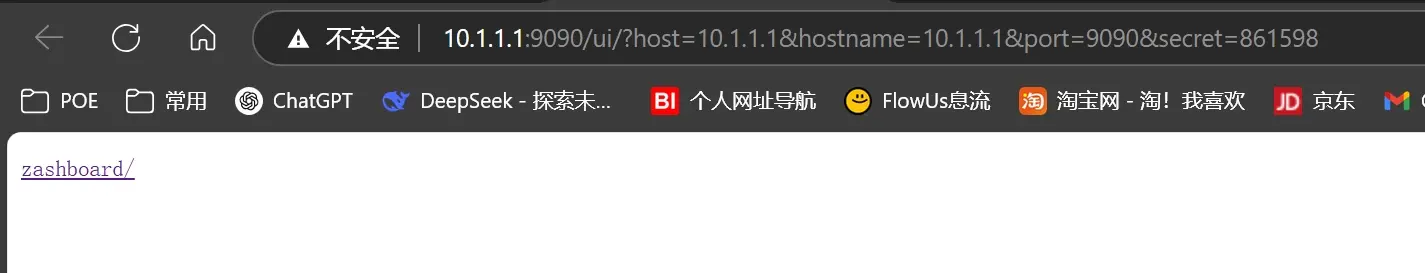 不安全 10.1.1.1:9090/ui/?host=10.1.1.1&hostname=10.1.1.1&port=9090&secret=861598
POE 常用 ChatGPT DeepSeek - 探索未... BI 个人网址导航 FlowUs息流 淘 淘宝网 - 淘！我喜欢 JD 京东
zashboard/